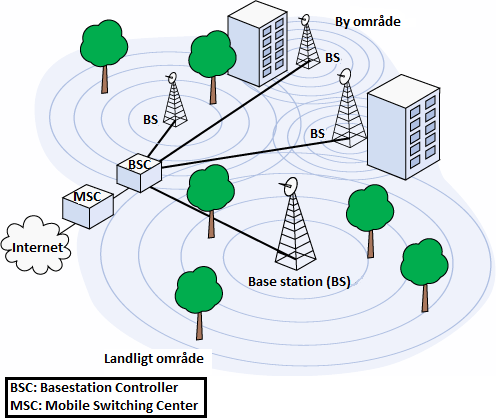 By område
BS
BS
BS
BSC
MSC
Internet
Base station (BS)
Landligt område
BSC: Basestation Controller
MSC: Mobile Switching Center